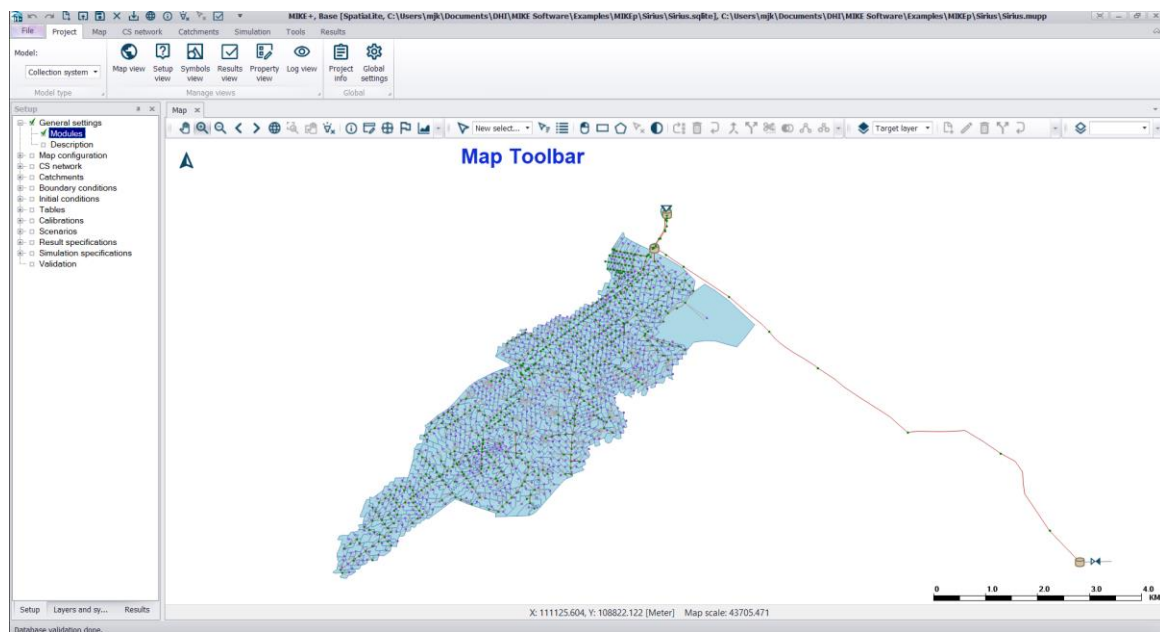 MIKE+, Base [SpatiaLite, C:\Users\mjk\Documents\DHI\MIKE Software\Examples\MIKEp\Sirius\Sirius.sqlite], C:\Users\mjk\Documents\DHI\MIKE Software\Examples\MIKEp\Sirius\Sirius.mupp
File Project Map CS network Catchments Simulation Tools Results
Model:
Collection system
Map view Setup view Symbols view Results view Property view Log view Project info Global settings
Model type Manage views Global
Setup
Map
General settings
Modules
Description
Map configuration
CS network
Catchments
Boundary conditions
Initial conditions
Tables
Calibrations
Scenarios
Result specifications
Simulation specifications
Validation
New select...
Target layer
Map Toolbar
0 1.0 2.0 3.0 4.0
KM
Setup Layers and sy... Results
X: 111125.604, Y: 108822.122 [Meter] Map scale: 43705.471
Database validation done.